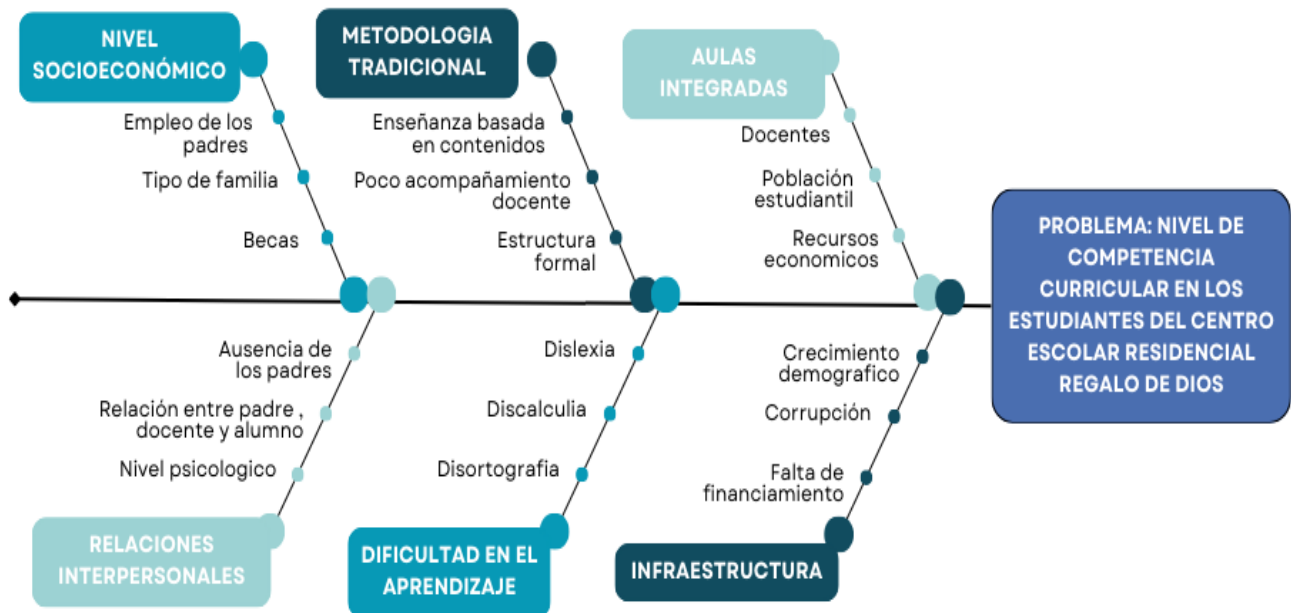 NIVEL
SOCIOECONÓMICO
Empleo de los
padres
Tipo de familia
Becas
METODOLOGIA
TRADICIONAL
Enseñanza basada
en contenidos
Poco acompañamiento
docente
Estructura
formal
AULAS
INTEGRADAS
Docentes
Población
estudiantil
Recursos
economicos
PROBLEMA: NIVEL DE
COMPETENCIA
CURRICULAR EN LOS
ESTUDIANTES DEL CENTRO
ESCOLAR RESIDENCIAL
REGALO DE DIOS
Ausencia de
los padres
Relación entre padre ,
docente y alumno
Nivel psicologico
RELACIONES
INTERPERSONALES
Dislexia
Discalculia
Disortografia
DIFICULTAD EN EL
APRENDIZAJE
Crecimiento
demografico
Corrupción
Falta de
financiamiento
INFRAESTRUCTURA